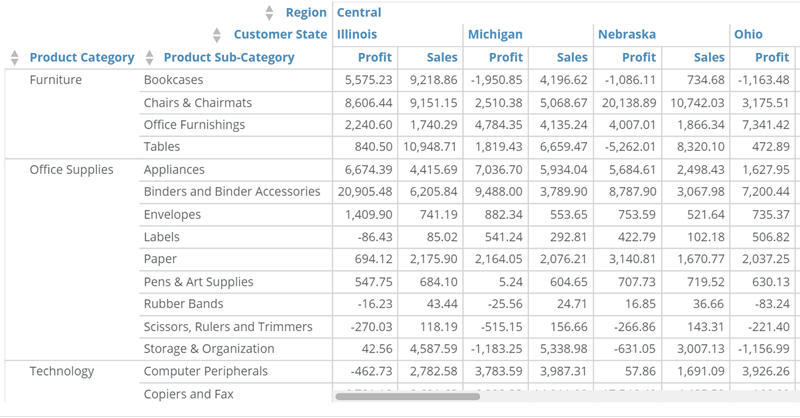 Region Central
Customer State Illinois Michigan Nebraska Ohio
Product Category Product Sub-Category Profit Sales Profit Sales Profit Sales Profit
Furniture Bookcases 5,575.23 9,218.86 -1,950.85 4,196.62 -1,086.11 734.68 -1,163.48
Chairs & Chairmats 8,606.44 9,151.15 2,510.38 5,068.67 20,138.89 10,742.03 3,175.51
Office Furnishings 2,240.60 1,740.29 4,784.35 4,135.24 4,007.01 1,866.34 7,341.42
Tables 840.50 10,948.71 1,819.43 6,659.47 -5,262.01 8,320.10 472.89
Office Supplies Appliances 6,674.39 4,415.69 7,036.70 5,934.04 5,684.61 2,498.43 1,627.95
Binders and Binder Accessories 20,905.48 6,205.84 9,488.00 3,789.90 8,787.90 3,067.98 7,200.44
Envelopes 1,409.90 741.19 882.34 553.65 753.59 521.64 735.37
Labels -86.43 85.02 541.24 292.81 422.79 102.18 506.82
Paper 694.12 2,175.90 2,164.05 2,076.21 3,140.81 1,670.77 2,037.25
Pens & Art Supplies 547.75 684.10 5.24 604.65 707.73 719.52 630.13
Rubber Bands -16.23 43.44 -25.56 24.71 16.85 36.66 -83.24
Scissors, Rulers and Trimmers -270.03 118.19 -515.15 156.66 -266.86 143.31 -221.40
Storage & Organization 42.56 4,587.59 -1,183.25 5,338.98 -631.05 3,007.13 -1,156.99
Technology Computer Peripherals -462.73 2,782.58 3,783.59 3,987.31 57.86 1,691.09 3,926.26
Copiers and Fax